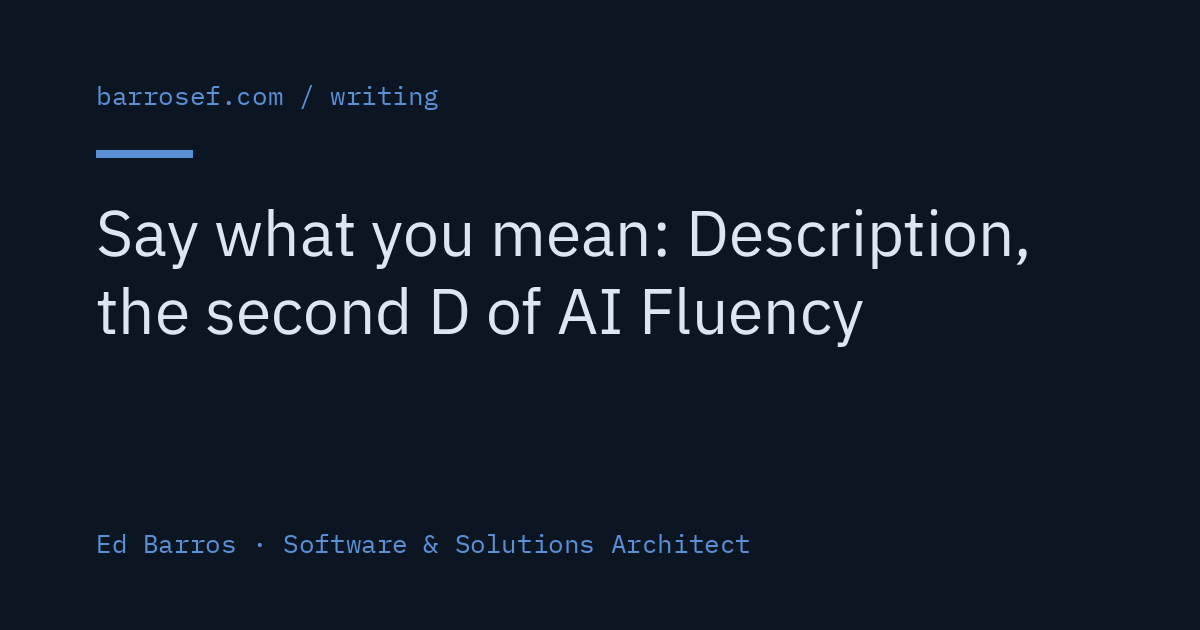 barrosef.com / writing
Say what you mean: Description,
the second D of AI Fluency
Ed Barros · Software & Solutions Architect